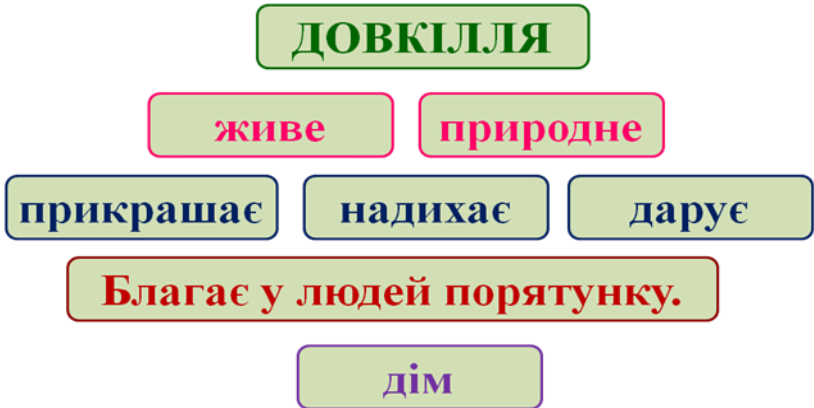 ДОВКІЛЛЯ
живе природне
прикрашає надихає дарує
Благає у людей порятунку.
дім